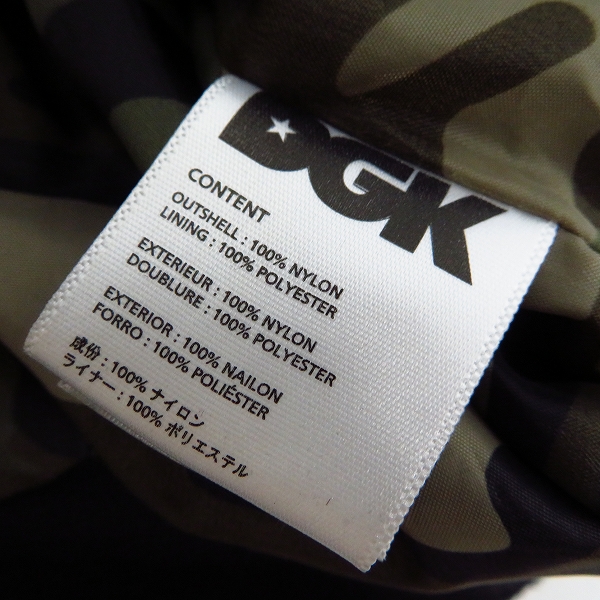 DGK
CONTENT
OUTSHELL : 100% NYLON
LINING : 100% POLYESTER
EXTERIEUR : 100% NYLON
DOUBLURE : 100% POLYESTER
EXTERIOR : 100% NAILON
FORRO : 100% POLIÉSTER
成份 : 100% ナイロン
ライナー : 100% ポリエステル